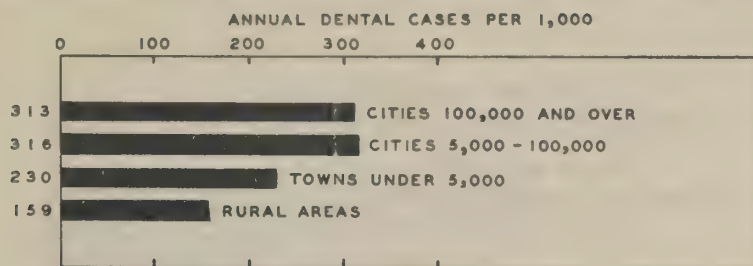 ANNUAL DENTAL CASES PER 1,000
0 100 200 300 400
313 CITIES 100,000 AND OVER
316 CITIES 5,000-100,000
230 TOWNS UNDER 5,000
159 RURAL AREAS